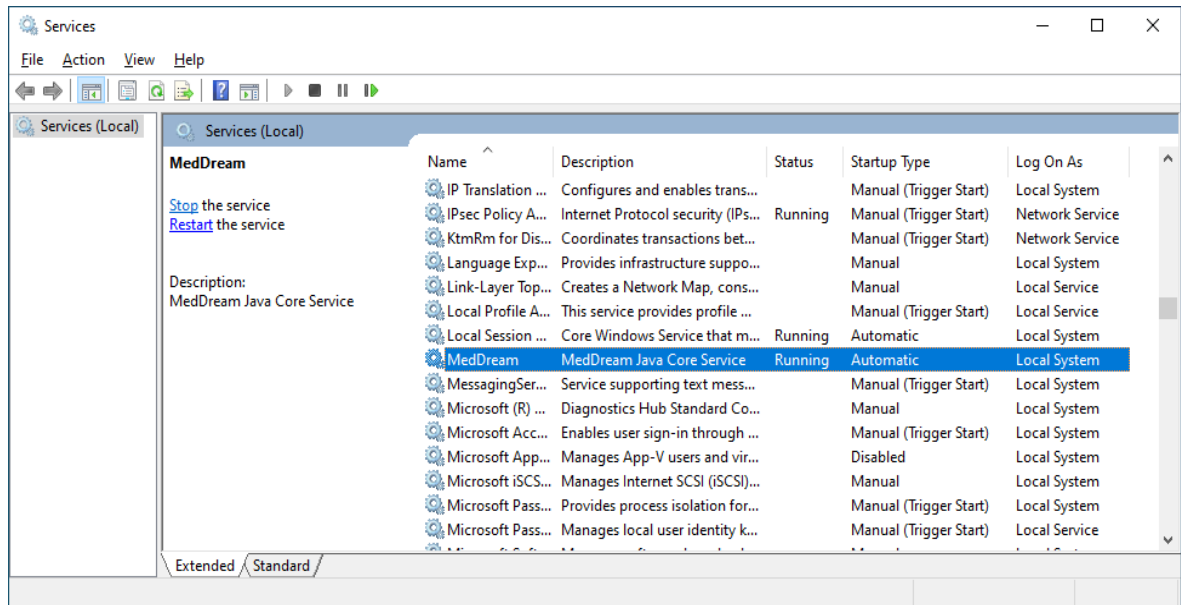 Services
File Action View Help
Services (Local)
Services (Local)
MedDream
Stop the service
Restart the service
Description:
MedDream Java Core Service
Name Description Status Startup Type Log On As
IP Translation ... Configures and enables trans... Manual (Trigger Start) Local System
IPsec Policy A... Internet Protocol security (IPs... Running Manual (Trigger Start) Network Service
KtmRm for Dis... Coordinates transactions bet... Manual (Trigger Start) Network Service
Language Exp... Provides infrastructure suppo... Manual Local System
Link-Layer Top... Creates a Network Map, cons... Manual Local Service
Local Profile A... This service provides profile ... Manual (Trigger Start) Local Service
Local Session ... Core Windows Service that m... Running Automatic Local System
MedDream MedDream Java Core Service Running Automatic Local System
MessagingSer... Service supporting text mess... Manual (Trigger Start) Local System
Microsoft (R) ... Diagnostics Hub Standard Co... Manual Local System
Microsoft Acc... Enables user sign-in through ... Manual (Trigger Start) Local System
Microsoft App... Manages App-V users and vir... Disabled Local System
Microsoft iSCS... Manages Internet SCSI (iSCSI)... Manual Local System
Microsoft Pass... Provides process isolation for... Manual (Trigger Start) Local System
Microsoft Pass... Manages local user identity k... Manual (Trigger Start) Local Service
Extended Standard